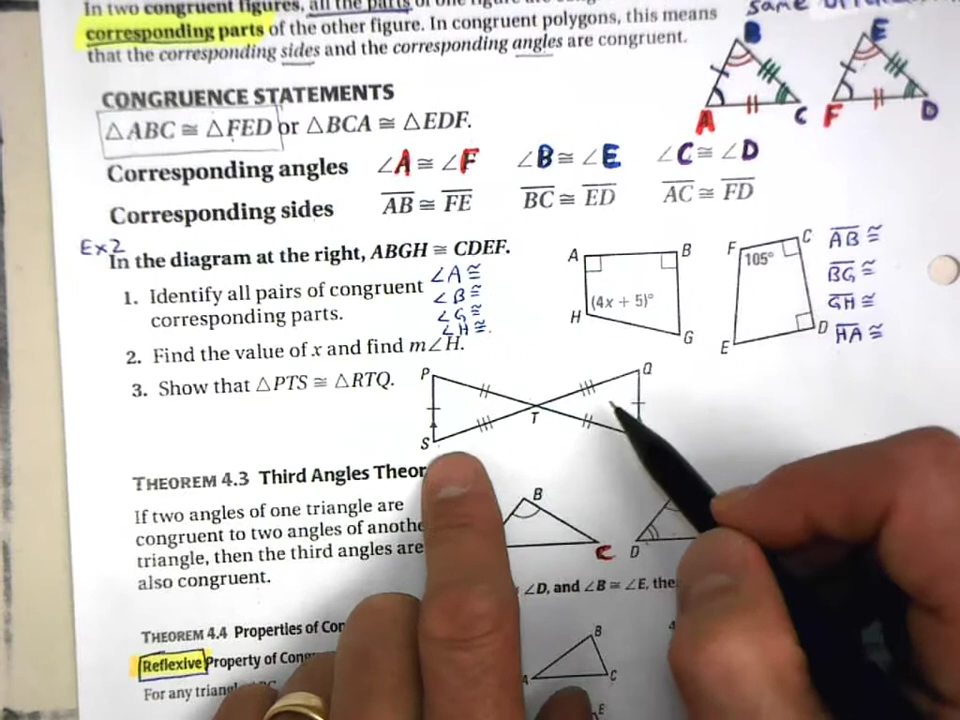 In two congruent figures, all the parts of one figure are
corresponding parts of the other figure. In congruent polygons, this means
that the corresponding sides and the corresponding angles are congruent.
same
B E
A C F D
CONGRUENCE STATEMENTS
△ABC ≅ △FED or △BCA ≅ △EDF.
Corresponding angles ∠A ≅ ∠F ∠B ≅ ∠E ∠C ≅ ∠D
Corresponding sides AB ≅ FE BC ≅ ED AC ≅ FD
Ex2
In the diagram at the right, ABGH ≅ CDEF.
1. Identify all pairs of congruent
corresponding parts.
∠A ≅
∠B ≅
∠G ≅
∠H ≅
A B
(4x + 5)°
H G
F C
105°
E D
AB ≅
BG ≅
GH ≅
HA ≅
2. Find the value of x and find m∠H.
3. Show that △PTS ≅ △RTQ.
P Q
T
S
THEOREM 4.3 Third Angles Theor
If two angles of one triangle are
congruent to two angles of anothe
triangle, then the third angles are
also congruent.
B
C D
∠D, and ∠B ≅ ∠E, the
THEOREM 4.4 Properties of Con
Reflexive Property of Cong
For any triang
B
A C
E